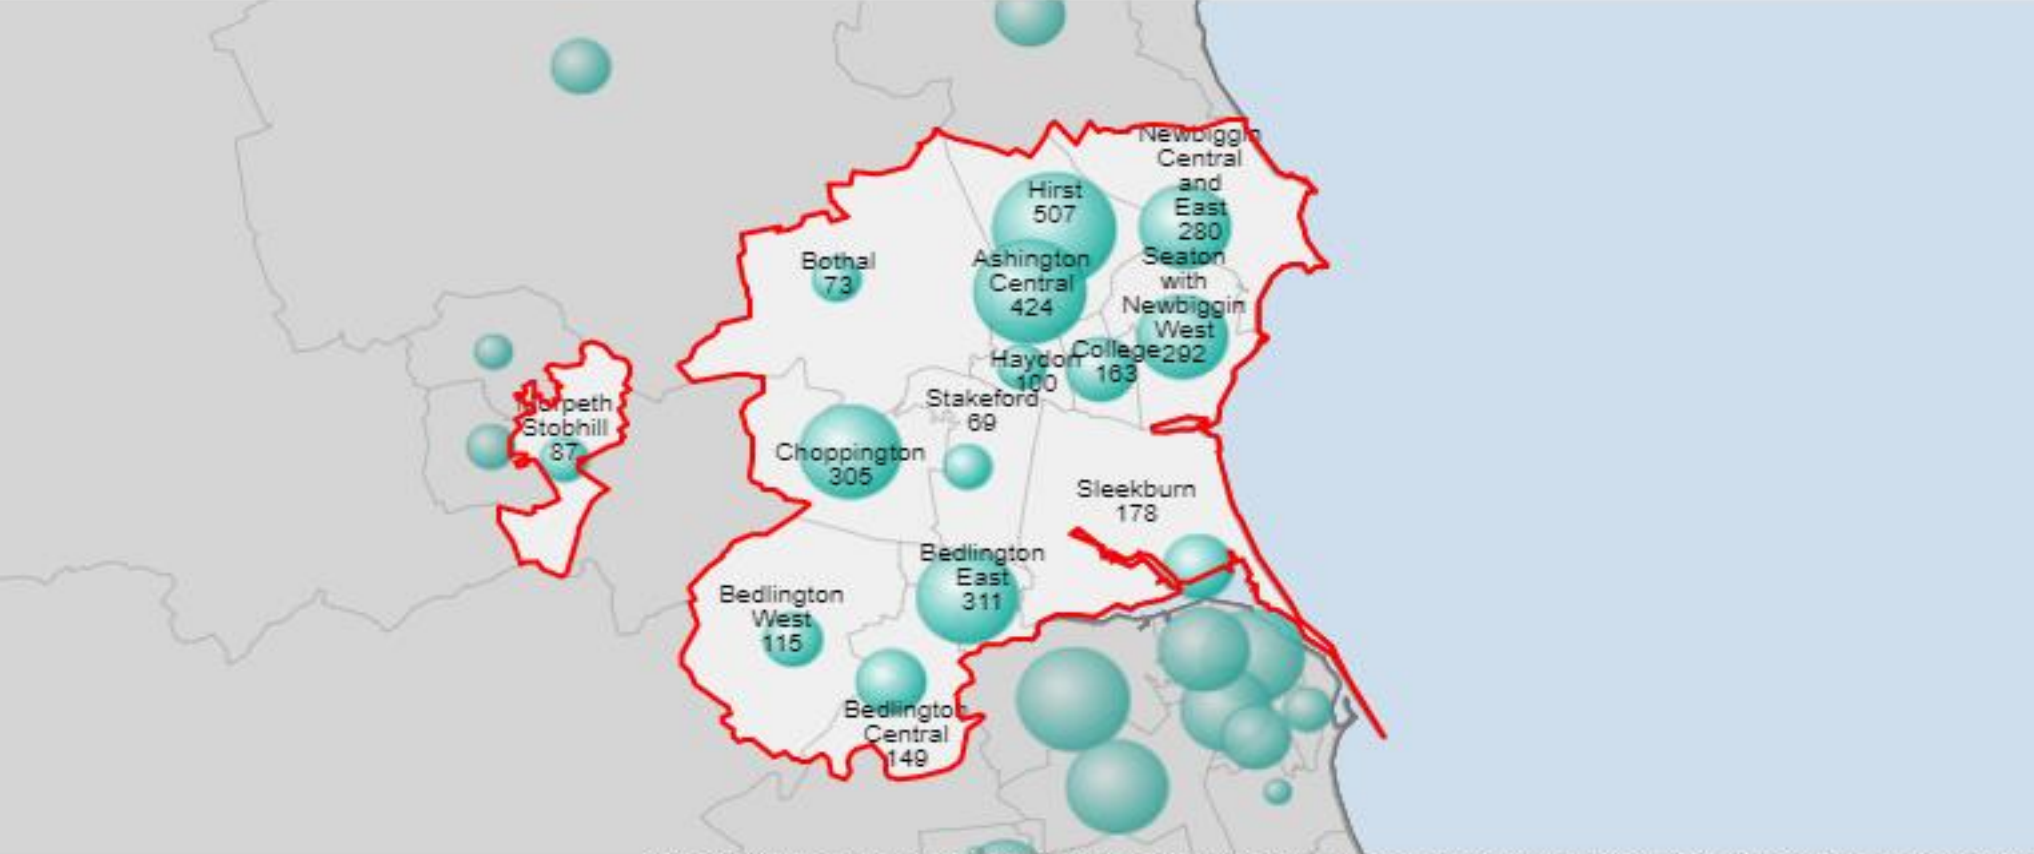 Newbiggin
Central
and
East
280
Hirst
507
Bothal
73
Ashington
Central
424
Seaton
with
Newbiggin
West
292
Haydon
100
College
163
Stakeford
69
Morpeth
Stobhill
87
Choppington
305
Sleekburn
178
Bedlington
East
311
Bedlington
West
115
Bedlington
Central
149